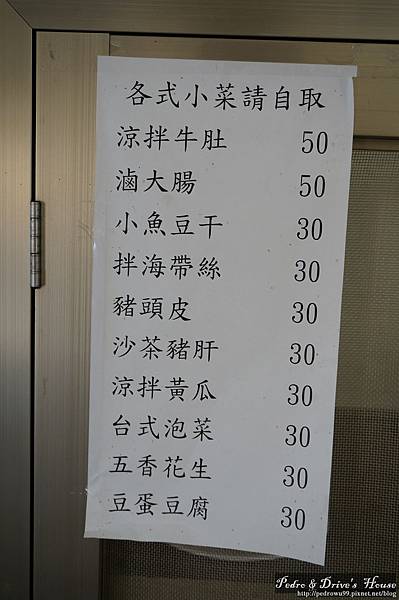 各式小菜請自取
涼拌牛肚 50
滷大腸 50
小魚豆干 30
拌海帶絲 30
豬頭皮 30
沙茶豬肝 30
涼拌黃瓜 30
台式泡菜 30
五香花生 30
豆蛋豆腐 30
Pedro & Drive's House
http://pedrowu99.pixnet.net/blog